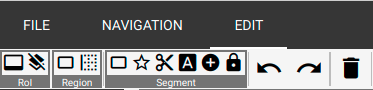 FILE NAVIGATION EDIT
A
RoI Region Segment